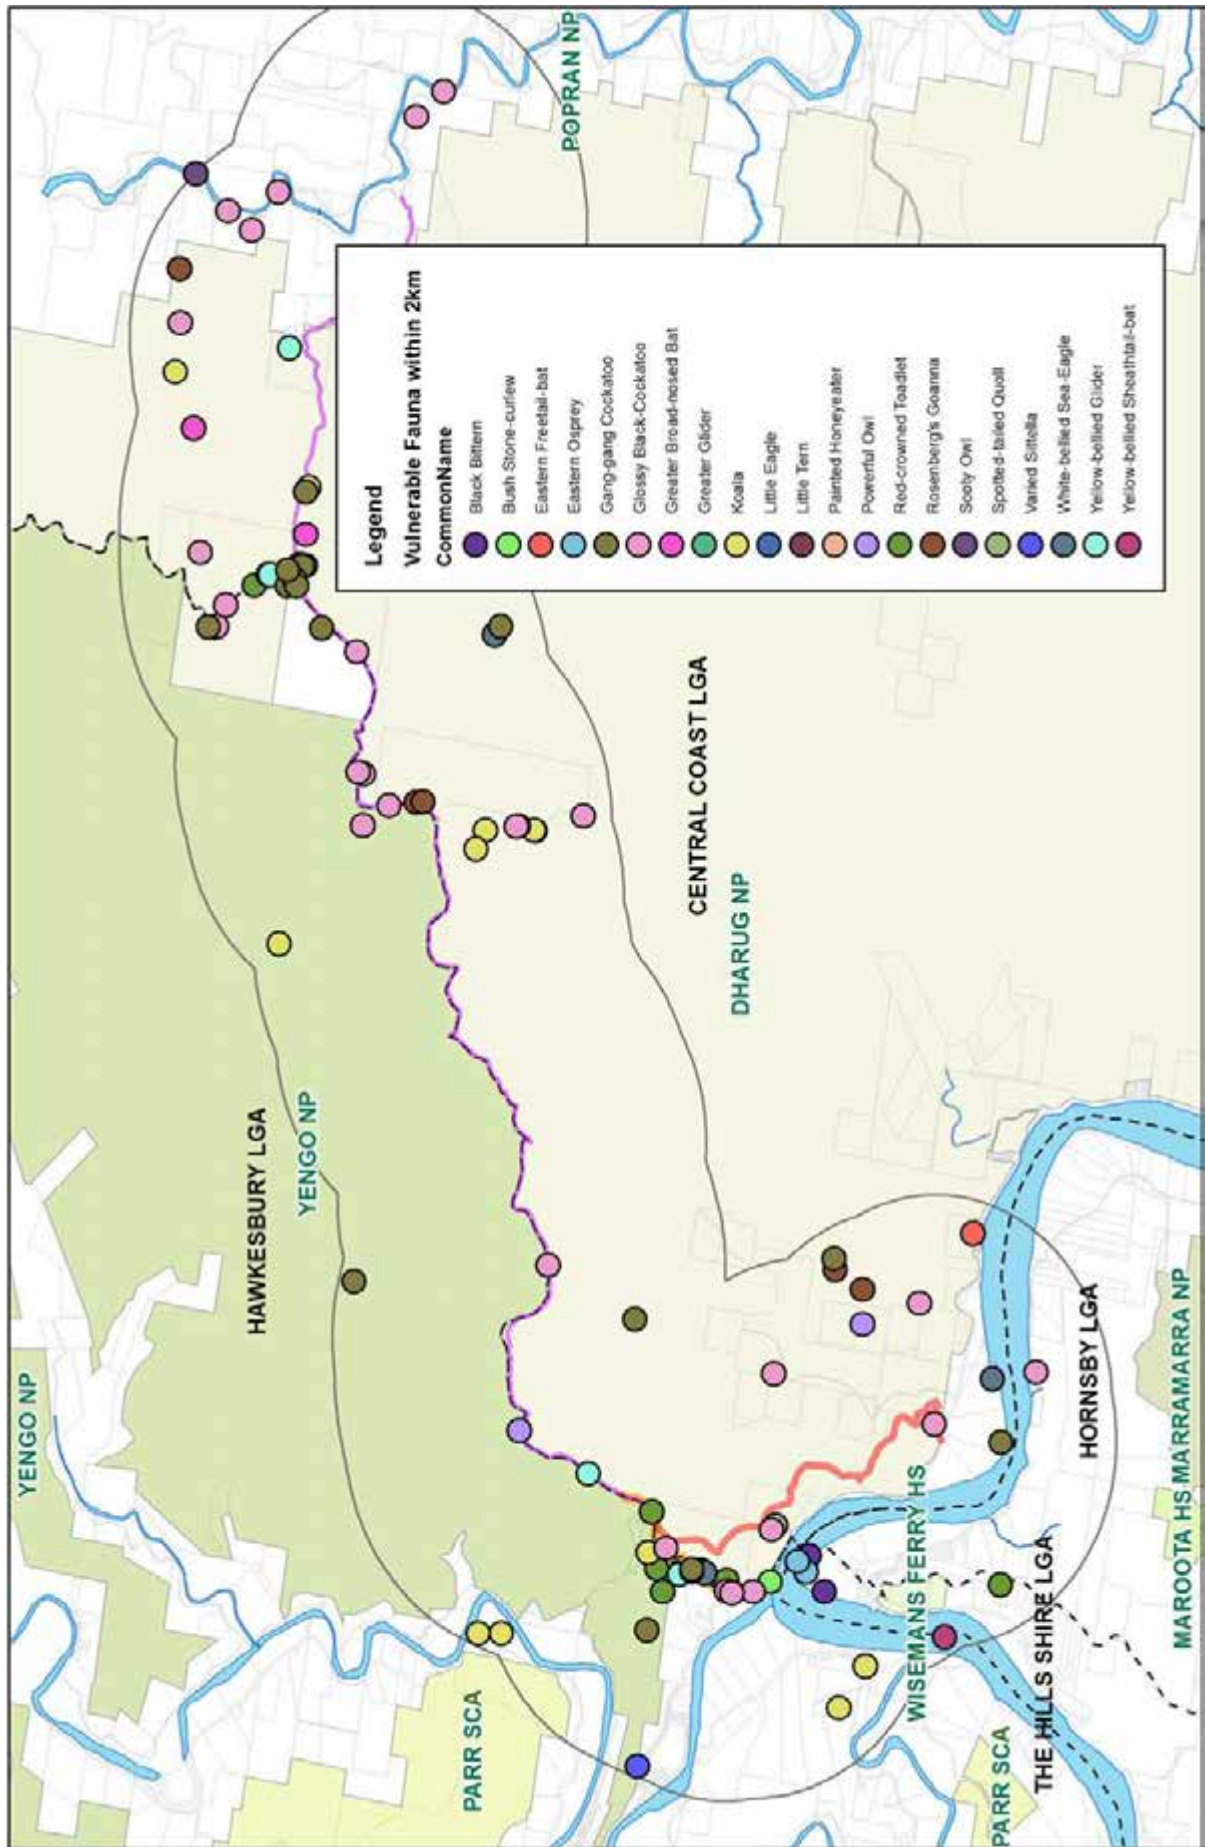 YENGO NP
HAWKESBURY LGA
YENGO NP
POPRAN NP
PARR SCA
CENTRAL COAST LGA
DHARUG NP
WISEMANS FERRY HS
PARR SCA
THE HILLS SHIRE LGA
HORNSBY LGA
MAROOTA HS
MARRAMARRA NP
Legend
Vulnerable Fauna within 2km
CommonName
Black Bittern
Bush Stone-curlew
Eastern Freetail-bat
Eastern Osprey
Gang-gang Cockatoo
Glossy Black-Cockatoo
Greater Broad-nosed Bat
Greater Glider
Koala
Little Eagle
Little Tern
Painted Honeyeater
Powerful Owl
Red-crowned Toadlet
Rosenberg's Goanna
Sooty Owl
Spotted-tailed Quoll
Varied Sittella
White-bellied Sea-Eagle
Yellow-bellied Glider
Yellow-bellied Sheathtail-bat